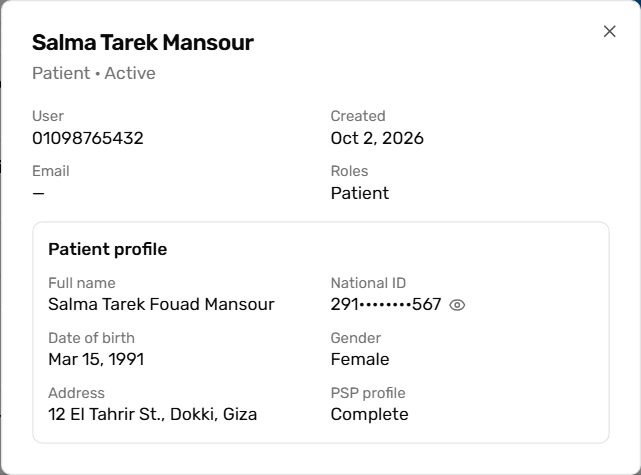 Salma Tarek Mansour
Patient • Active
User
01098765432
Created
Oct 2, 2026
Email
—
Roles
Patient
Patient profile
Full name
Salma Tarek Fouad Mansour
National ID
291••••••••567
Date of birth
Mar 15, 1991
Gender
Female
Address
12 El Tahrir St., Dokki, Giza
PSP profile
Complete